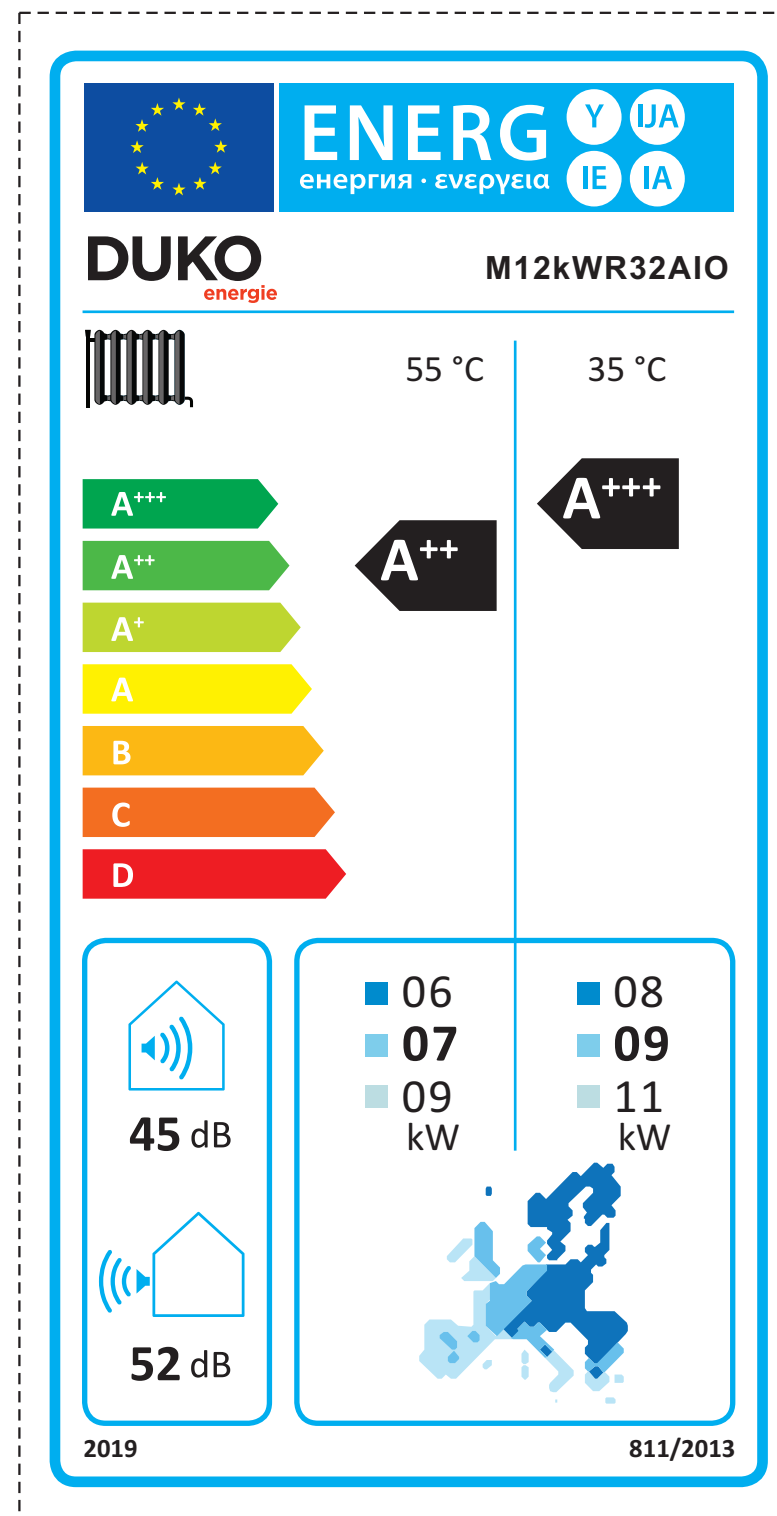 ENERG Y IJA
енергия · ενεργεια IE IA
DUKO
energie
M12kWR32AIO
55 °C 35 °C
A+++
A++
A+
A
B
C
D
A++
A+++
45 dB
52 dB
06
07
09
kW
08
09
11
kW
2019 811/2013